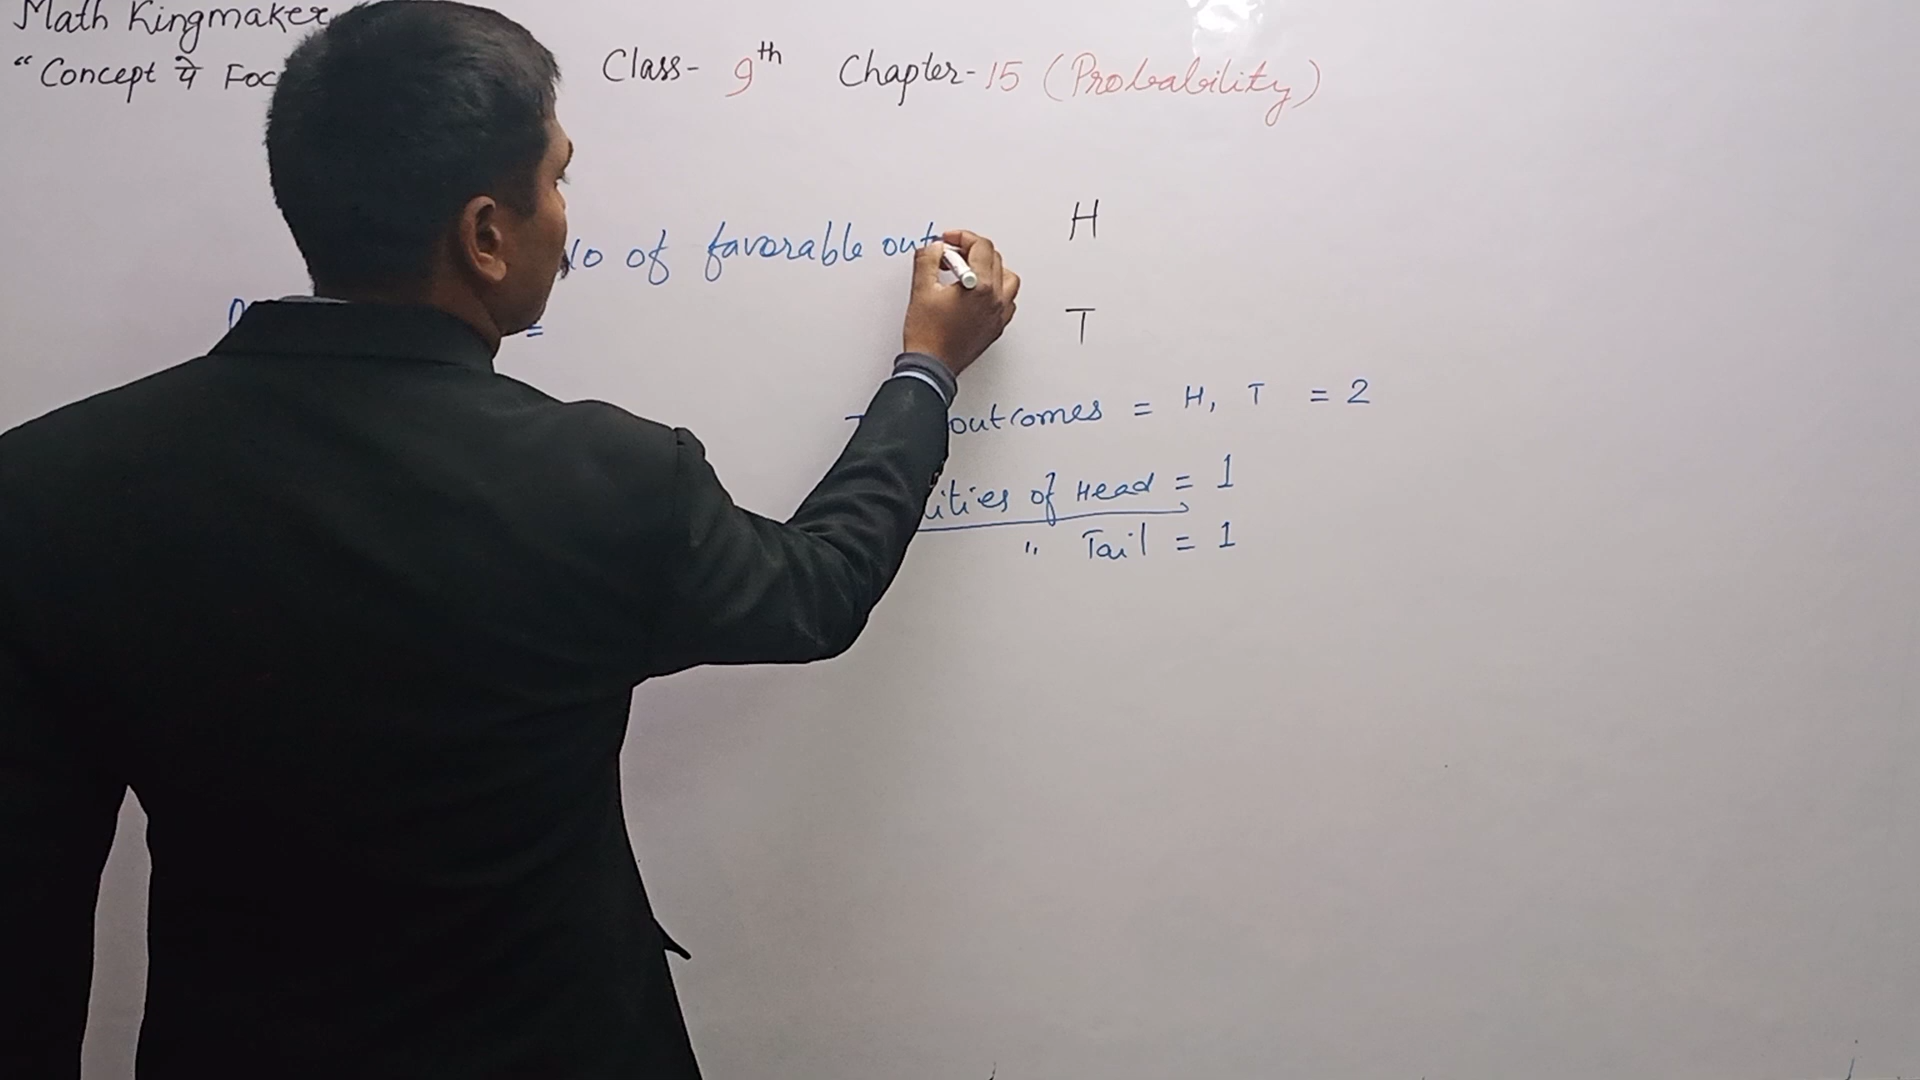 Math Kingmaker
“Concept पे Foc
Class- 9th Chapter-15 (Probability)
No of favorable out
=
H
T
outcomes = H, T = 2
lities of Head = 1
" Tail = 1